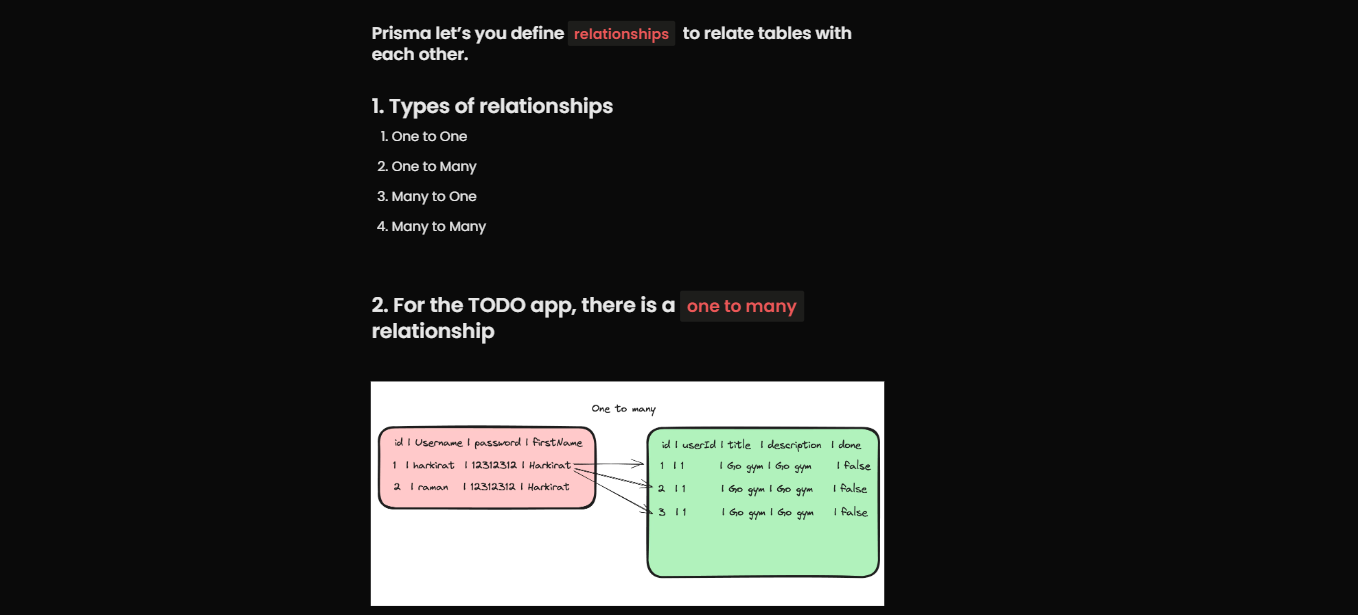 Prisma let's you define relationships to relate tables with
each other.
1. Types of relationships
1. One to One
2. One to Many
3. Many to One
4. Many to Many
2. For the TODO app, there is a one to many
relationship
One to many
id | Username | password | firstName
1 | harkirat | 12312312 | Harkirat
2 | raman | 12312312 | Harkirat
id | userId | title | description | done
1 | 1 | Go gym | Go gym | false
2 | 1 | Go gym | Go gym | false
3 | 1 | Go gym | Go gym | false